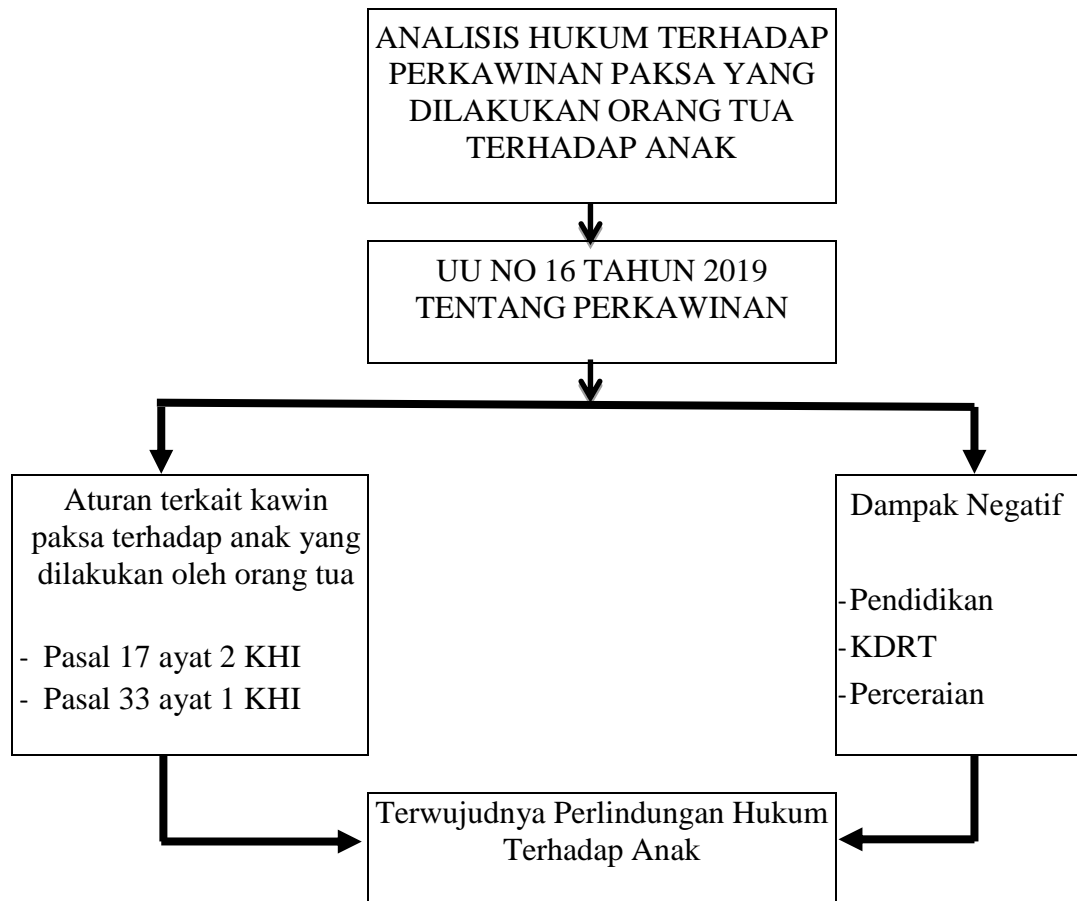 ANALISIS HUKUM TERHADAP
PERKAWINAN PAKSA YANG
DILAKUKAN ORANG TUA
TERHADAP ANAK
UU NO 16 TAHUN 2019
TENTANG PERKAWINAN
Aturan terkait kawin
paksa terhadap anak yang
dilakukan oleh orang tua
- Pasal 17 ayat 2 KHI
- Pasal 33 ayat 1 KHI
Dampak Negatif
-Pendidikan
-KDRT
-Perceraian
Terwujudnya Perlindungan Hukum
Terhadap Anak